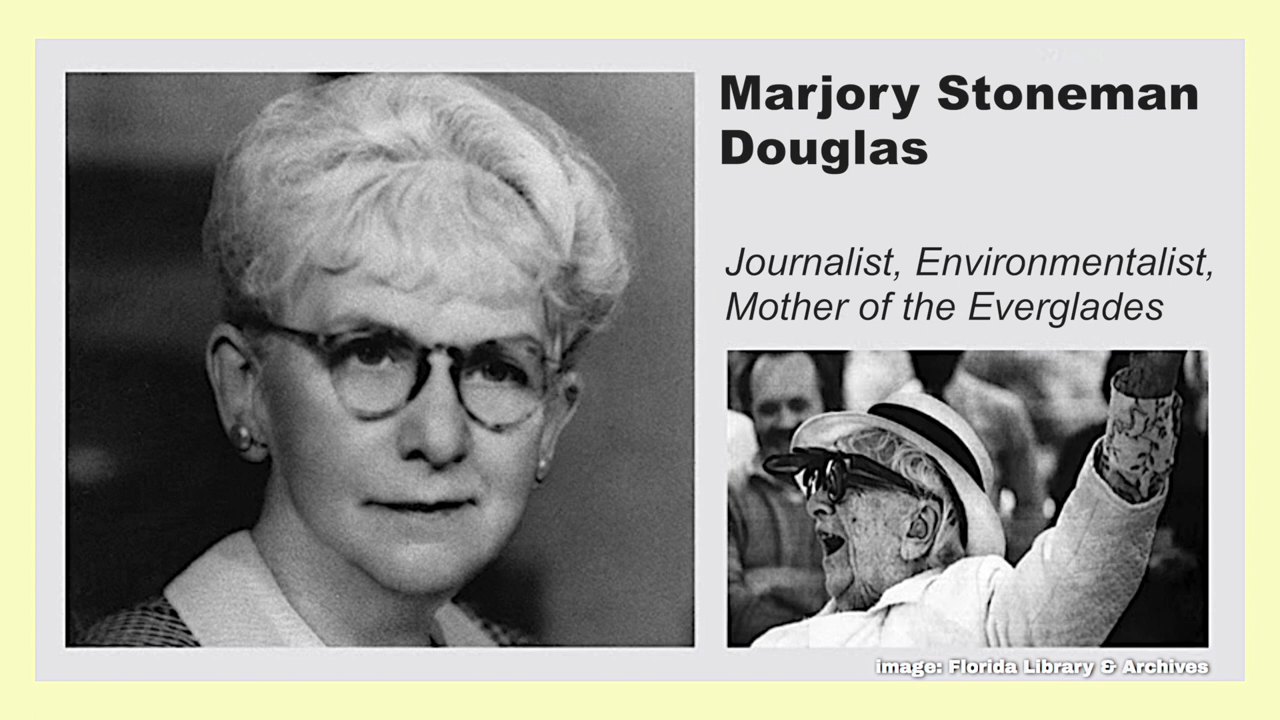 Marjory Stoneman
Douglas
Journalist, Environmentalist,
Mother of the Everglades
image: Florida Library & Archives